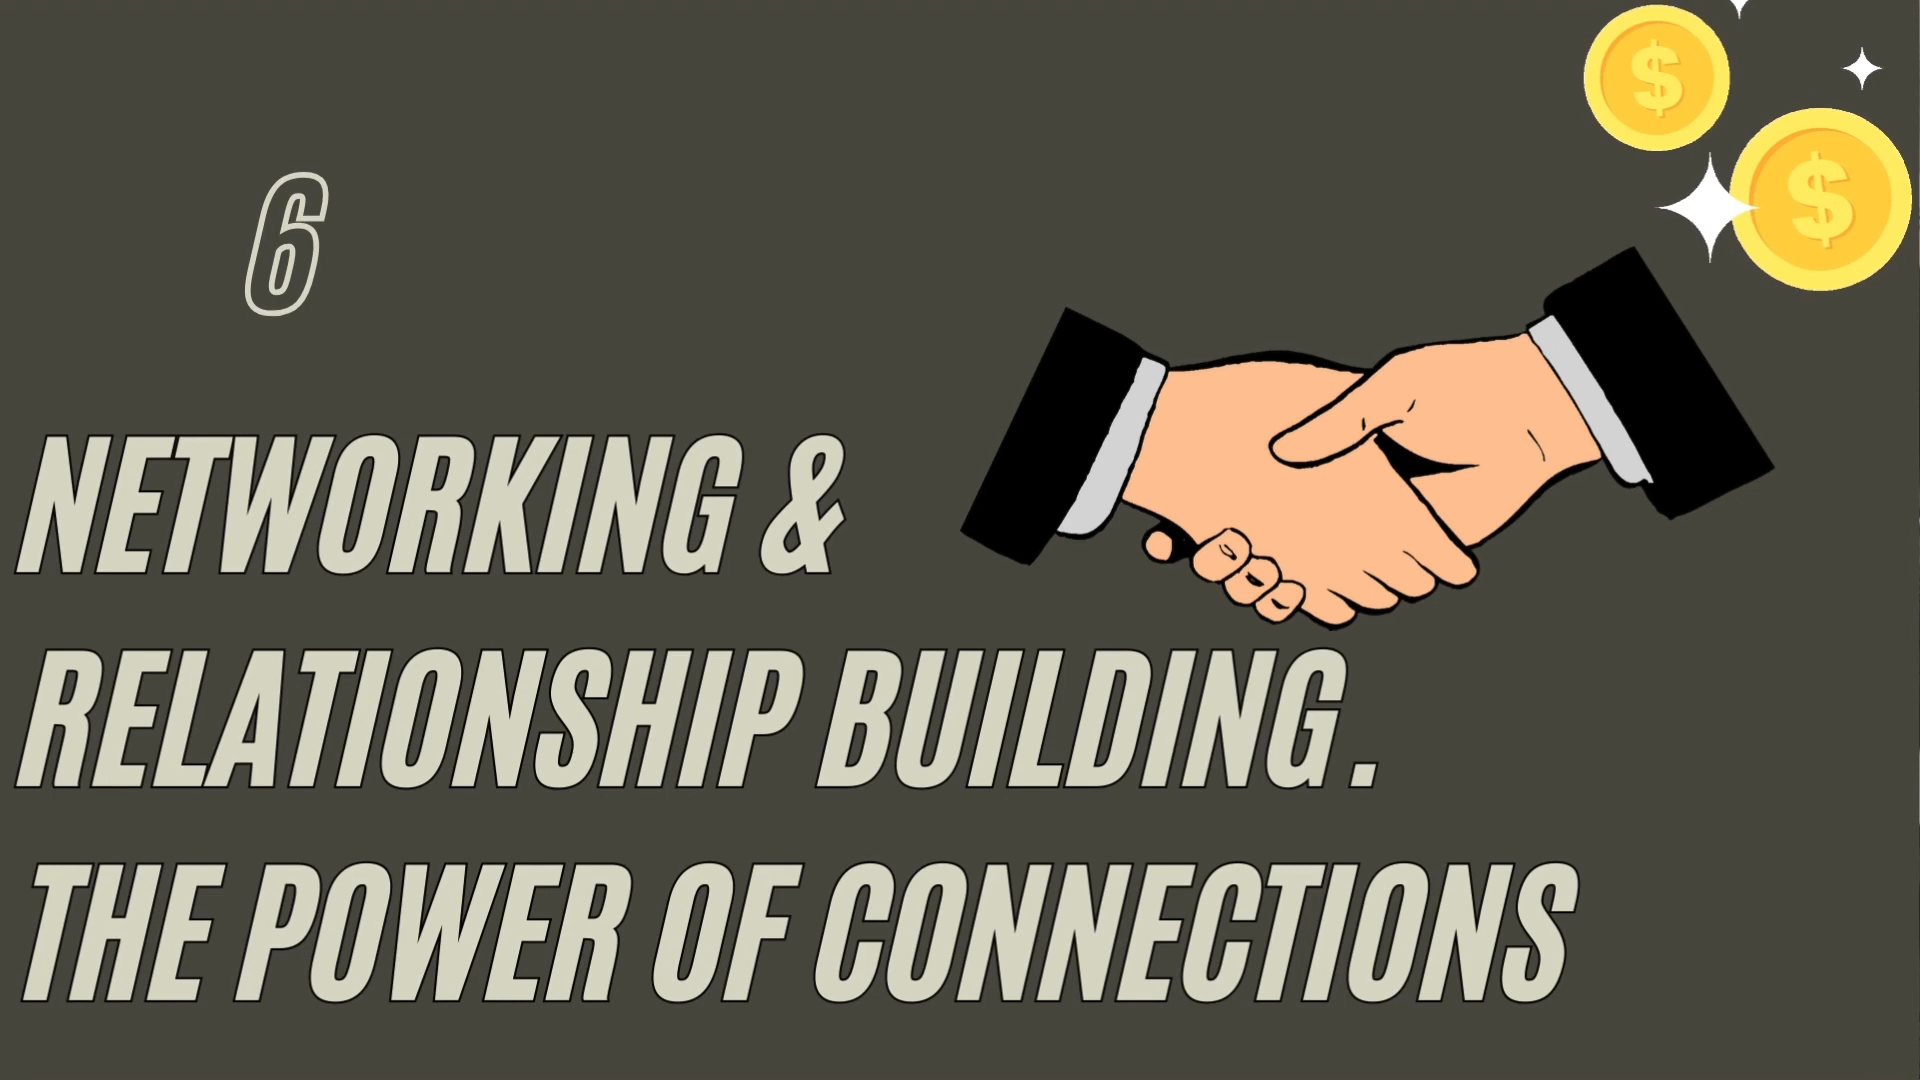 $
$
6
NETWORKING &
RELATIONSHIP BUILDING.
THE POWER OF CONNECTIONS